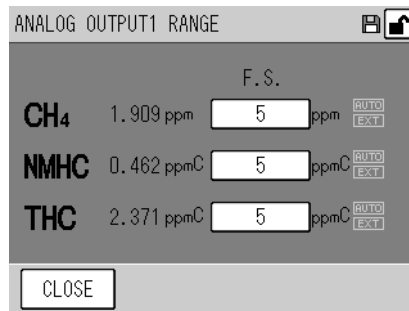 ANALOG OUTPUT1 RANGE
F.S.
CH4 1.909 ppm 5 ppm AUTO EXT
NMHC 0.462 ppmC 5 ppmC AUTO EXT
THC 2.371 ppmC 5 ppmC AUTO EXT
CLOSE